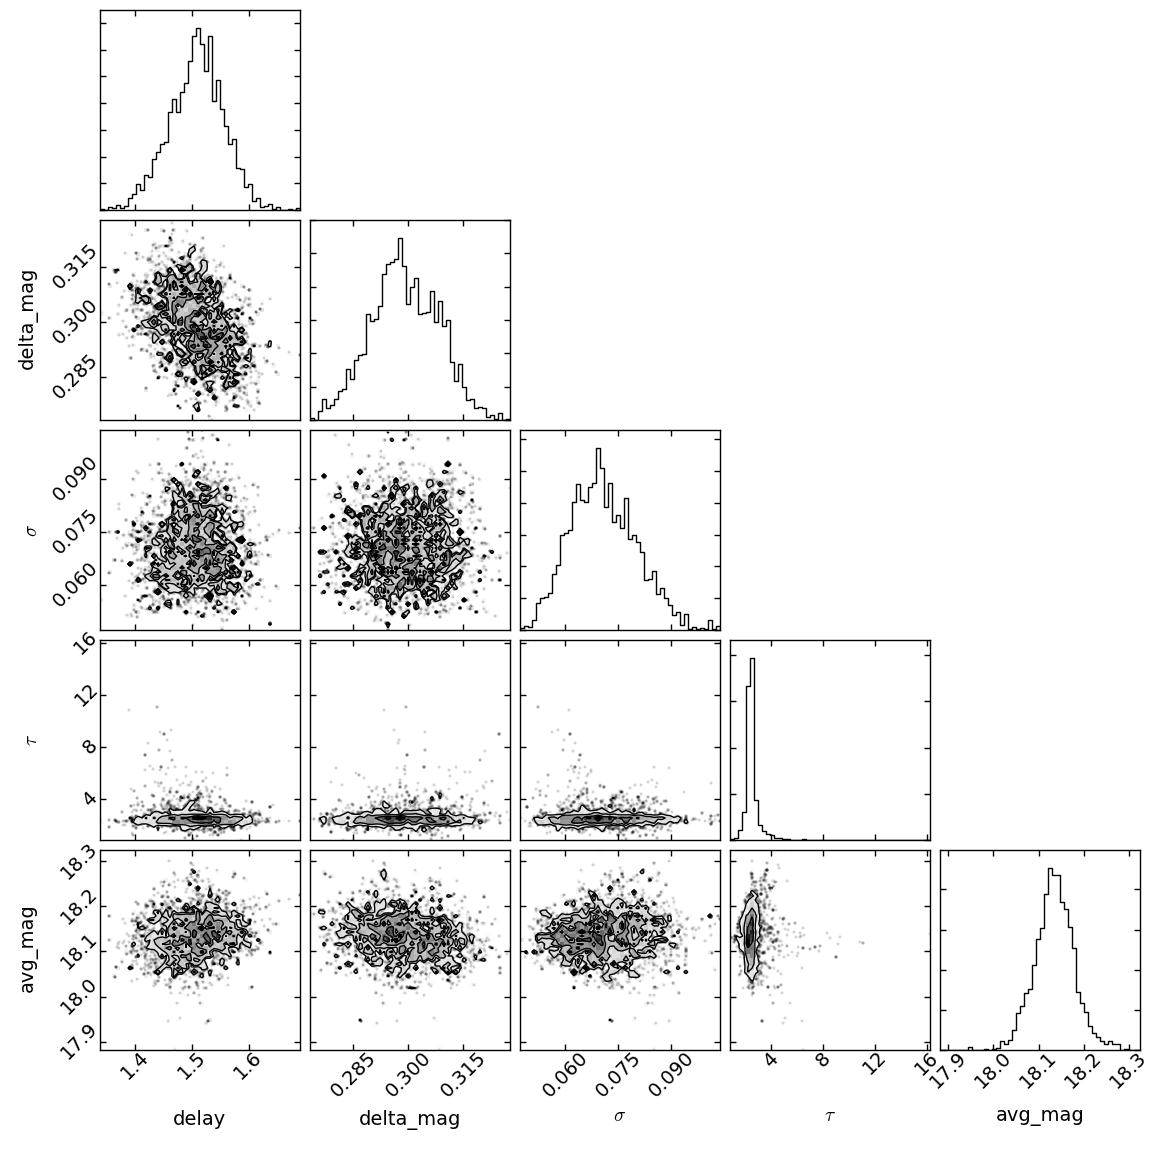 0.315
0.300
0.285
delta_mag
0.090
0.075
0.060
σ
16
12
8
4
τ
18.3
18.2
18.1
18.0
17.9
avg_mag
1.4 1.5 1.6
0.285 0.300 0.315
0.060 0.075 0.090
4 8 12 16
17.9 18.0 18.1 18.2 18.3
delay delta_mag σ τ avg_mag